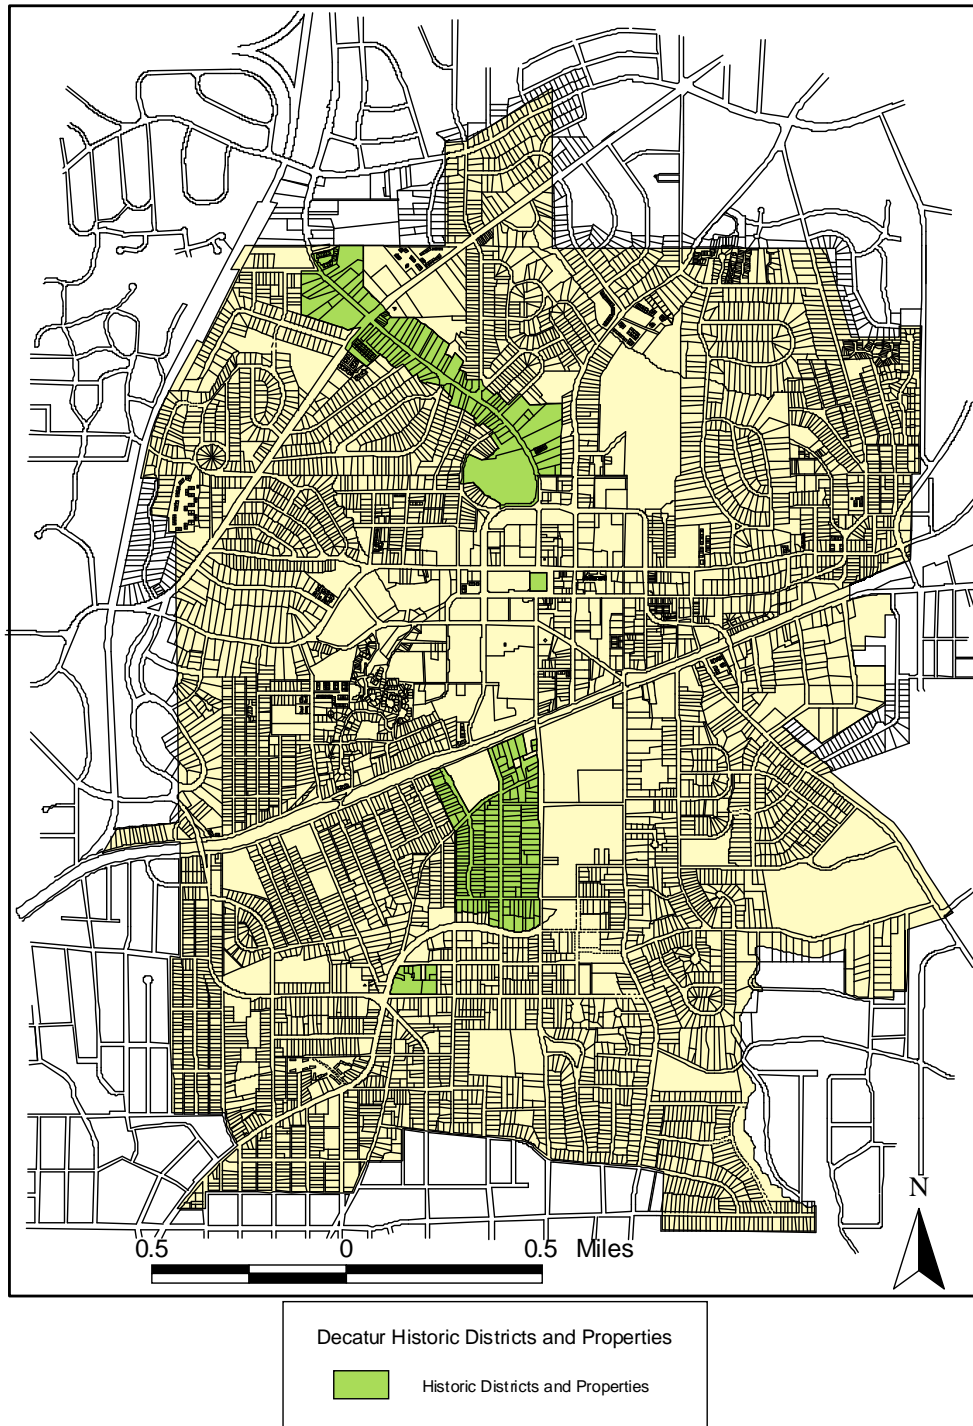 N
0.5 0 0.5 Miles
Decatur Historic Districts and Properties
Historic Districts and Properties